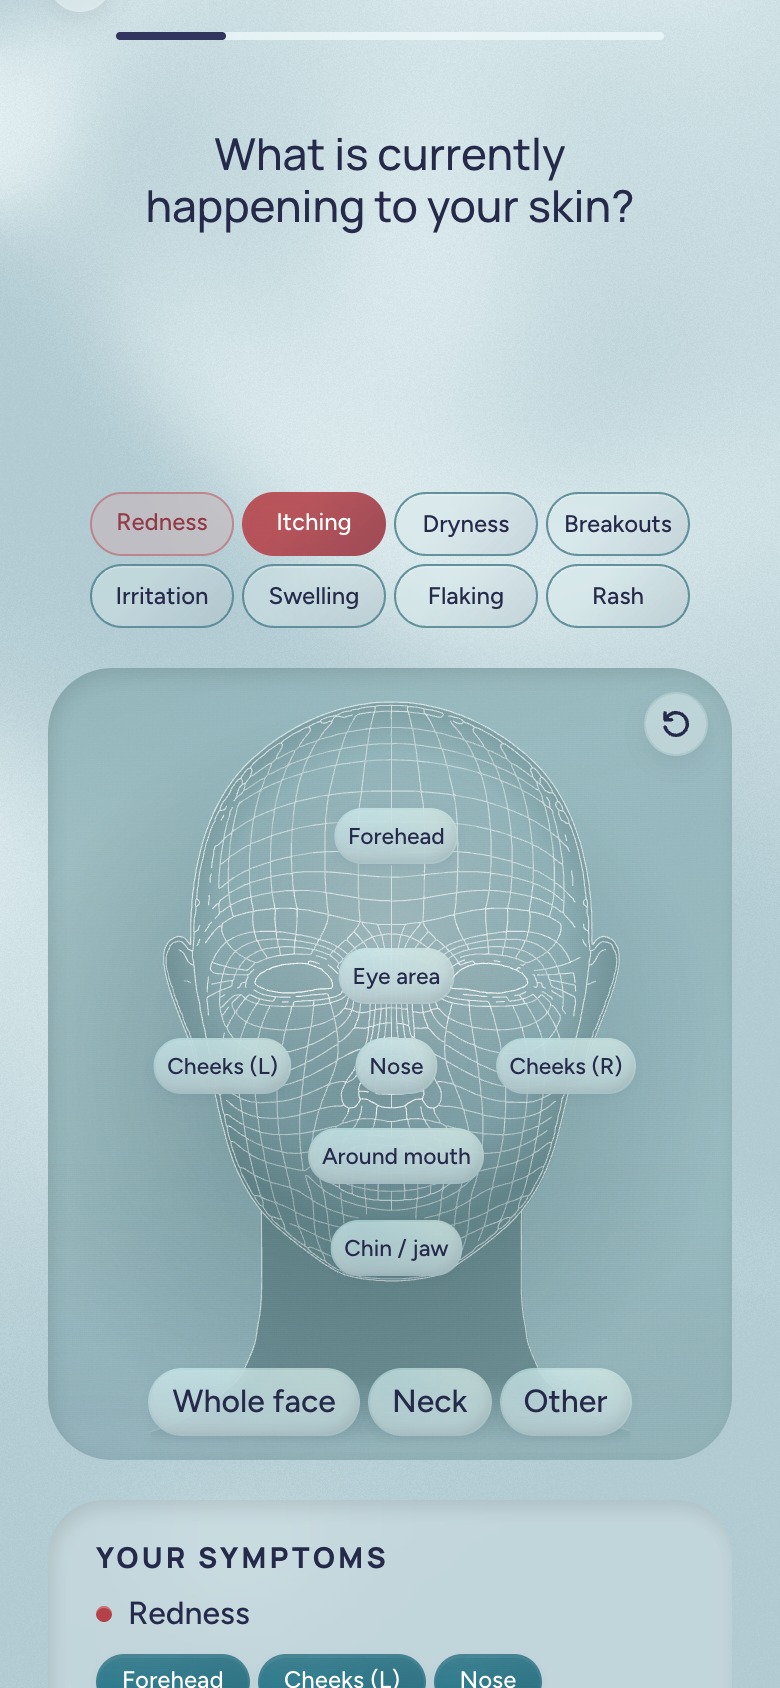 What is currently
happening to your skin?
Redness Itching Dryness Breakouts
Irritation Swelling Flaking Rash
Forehead
Eye area
Cheeks (L) Nose Cheeks (R)
Around mouth
Chin / jaw
Whole face Neck Other
YOUR SYMPTOMS
Redness
Forehead Cheeks (L) Nose